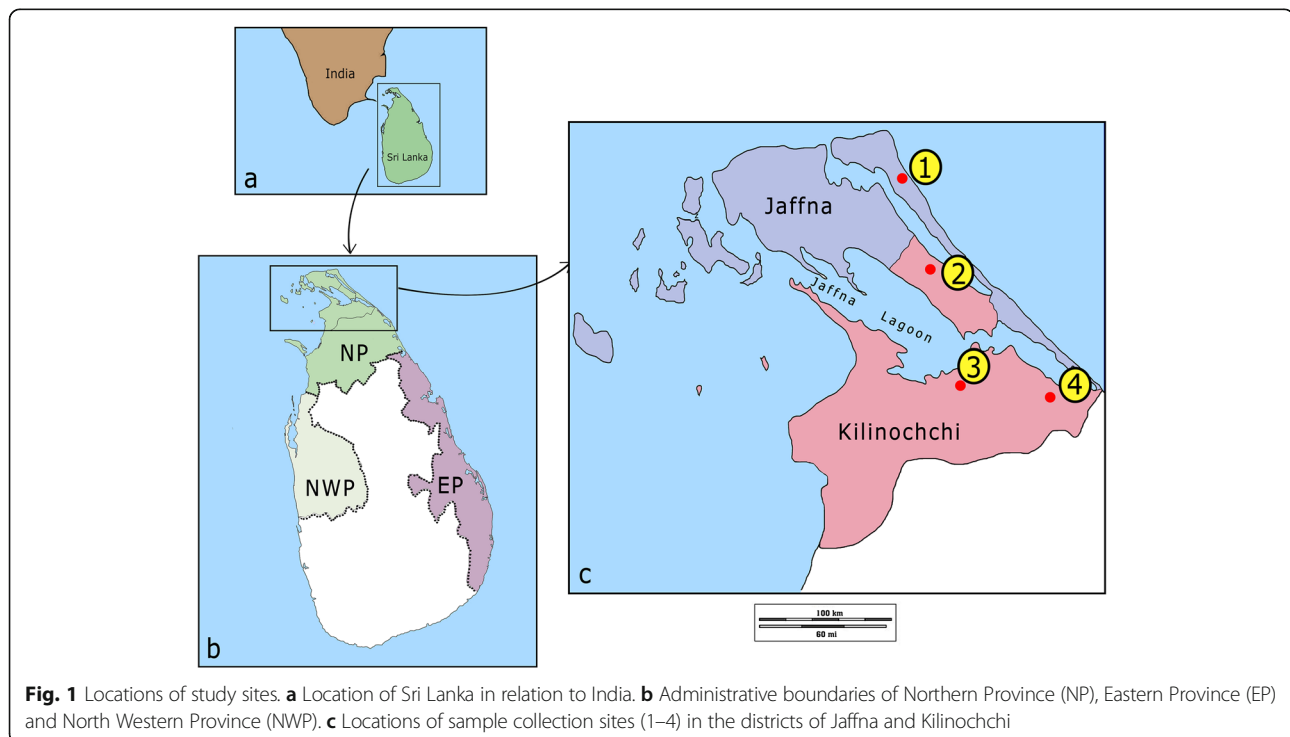 India
Sri Lanka
a
NP
NWP
EP
b
Jaffna
Jaffna
Lagoon
Kilinochchi
1
2
3
4
c
100 km
60 mi
Fig. 1 Locations of study sites. a Location of Sri Lanka in relation to India. b Administrative boundaries of Northern Province (NP), Eastern Province (EP)
and North Western Province (NWP). c Locations of sample collection sites (1–4) in the districts of Jaffna and Kilinochchi